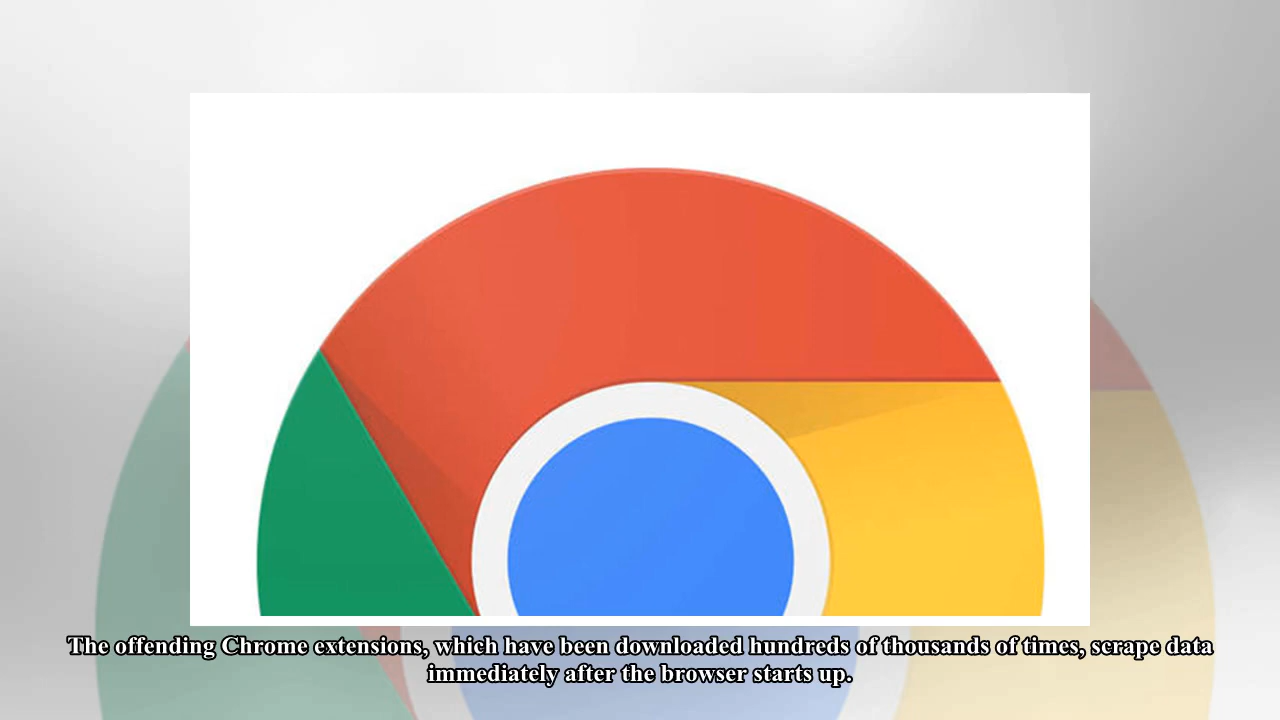 The offending Chrome extensions, which have been downloaded hundreds of thousands of times, scrape data
immediately after the browser starts up.